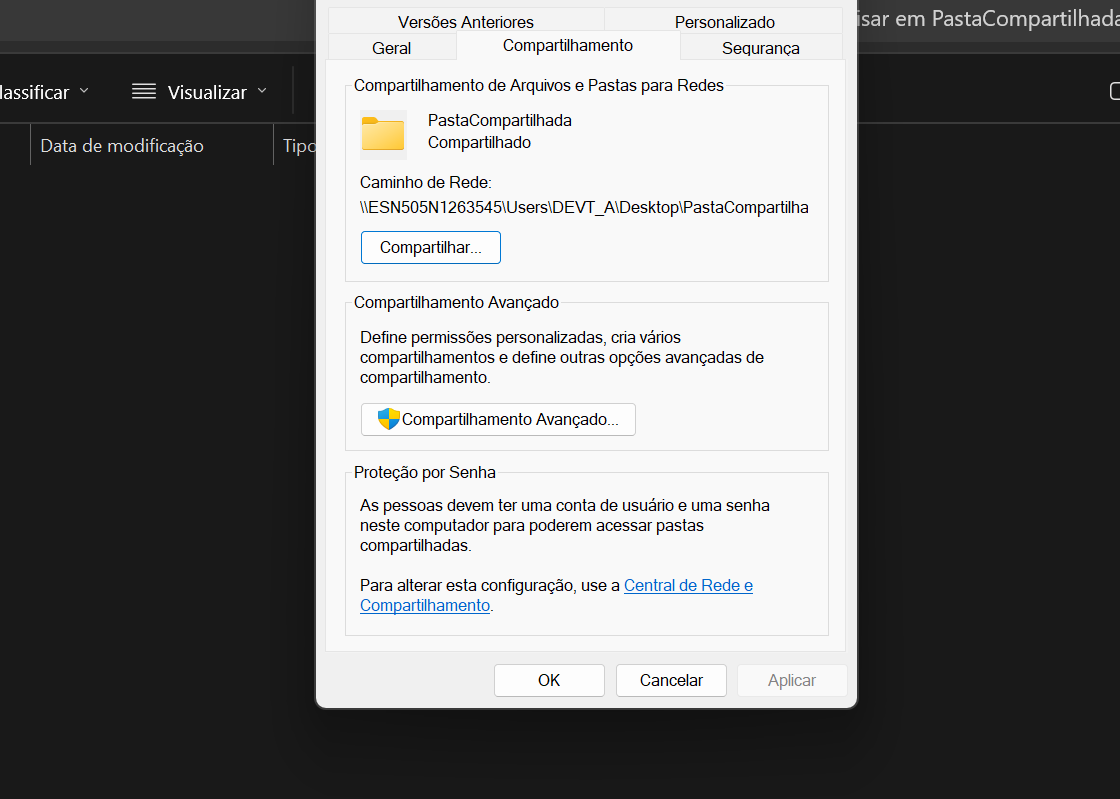 Versões Anteriores Personalizado
isar em PastaCompartilhada
Geral Compartilhamento Segurança
Compartilhamento de Arquivos e Pastas para Redes
lassificar Visualizar
PastaCompartilhada
Compartilhado
Data de modificação Tipo
Caminho de Rede:
\\ESN505N1263545\Users\DEVT_A\Desktop\PastaCompartilha
Compartilhar...
Compartilhamento Avançado
Define permissões personalizadas, cria vários
compartilhamentos e define outras opções avançadas de
compartilhamento.
Compartilhamento Avançado...
Proteção por Senha
As pessoas devem ter uma conta de usuário e uma senha
neste computador para poderem acessar pastas
compartilhadas.
Para alterar esta configuração, use a Central de Rede e
Compartilhamento.
OK Cancelar Aplicar